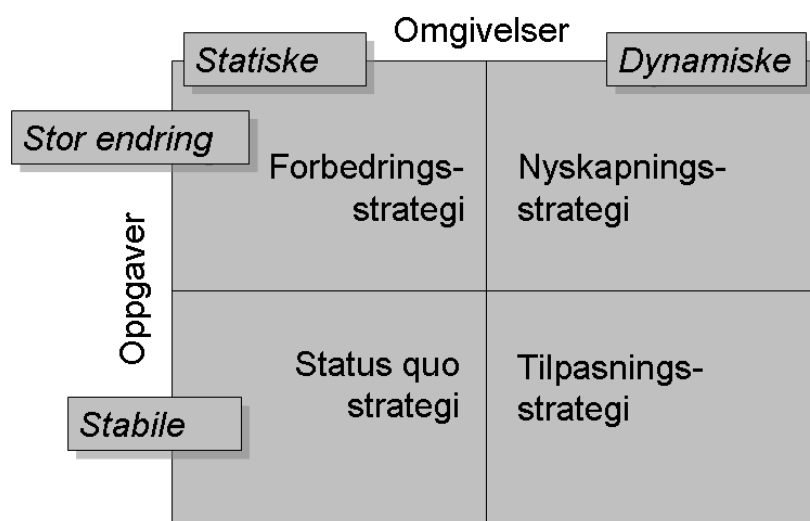 Omgivelser
Statiske
Dynamiske
Stor endring
Forbedrings-
strategi
Nyskapnings-
strategi
Oppgaver
Status quo
strategi
Tilpasnings-
strategi
Stabile